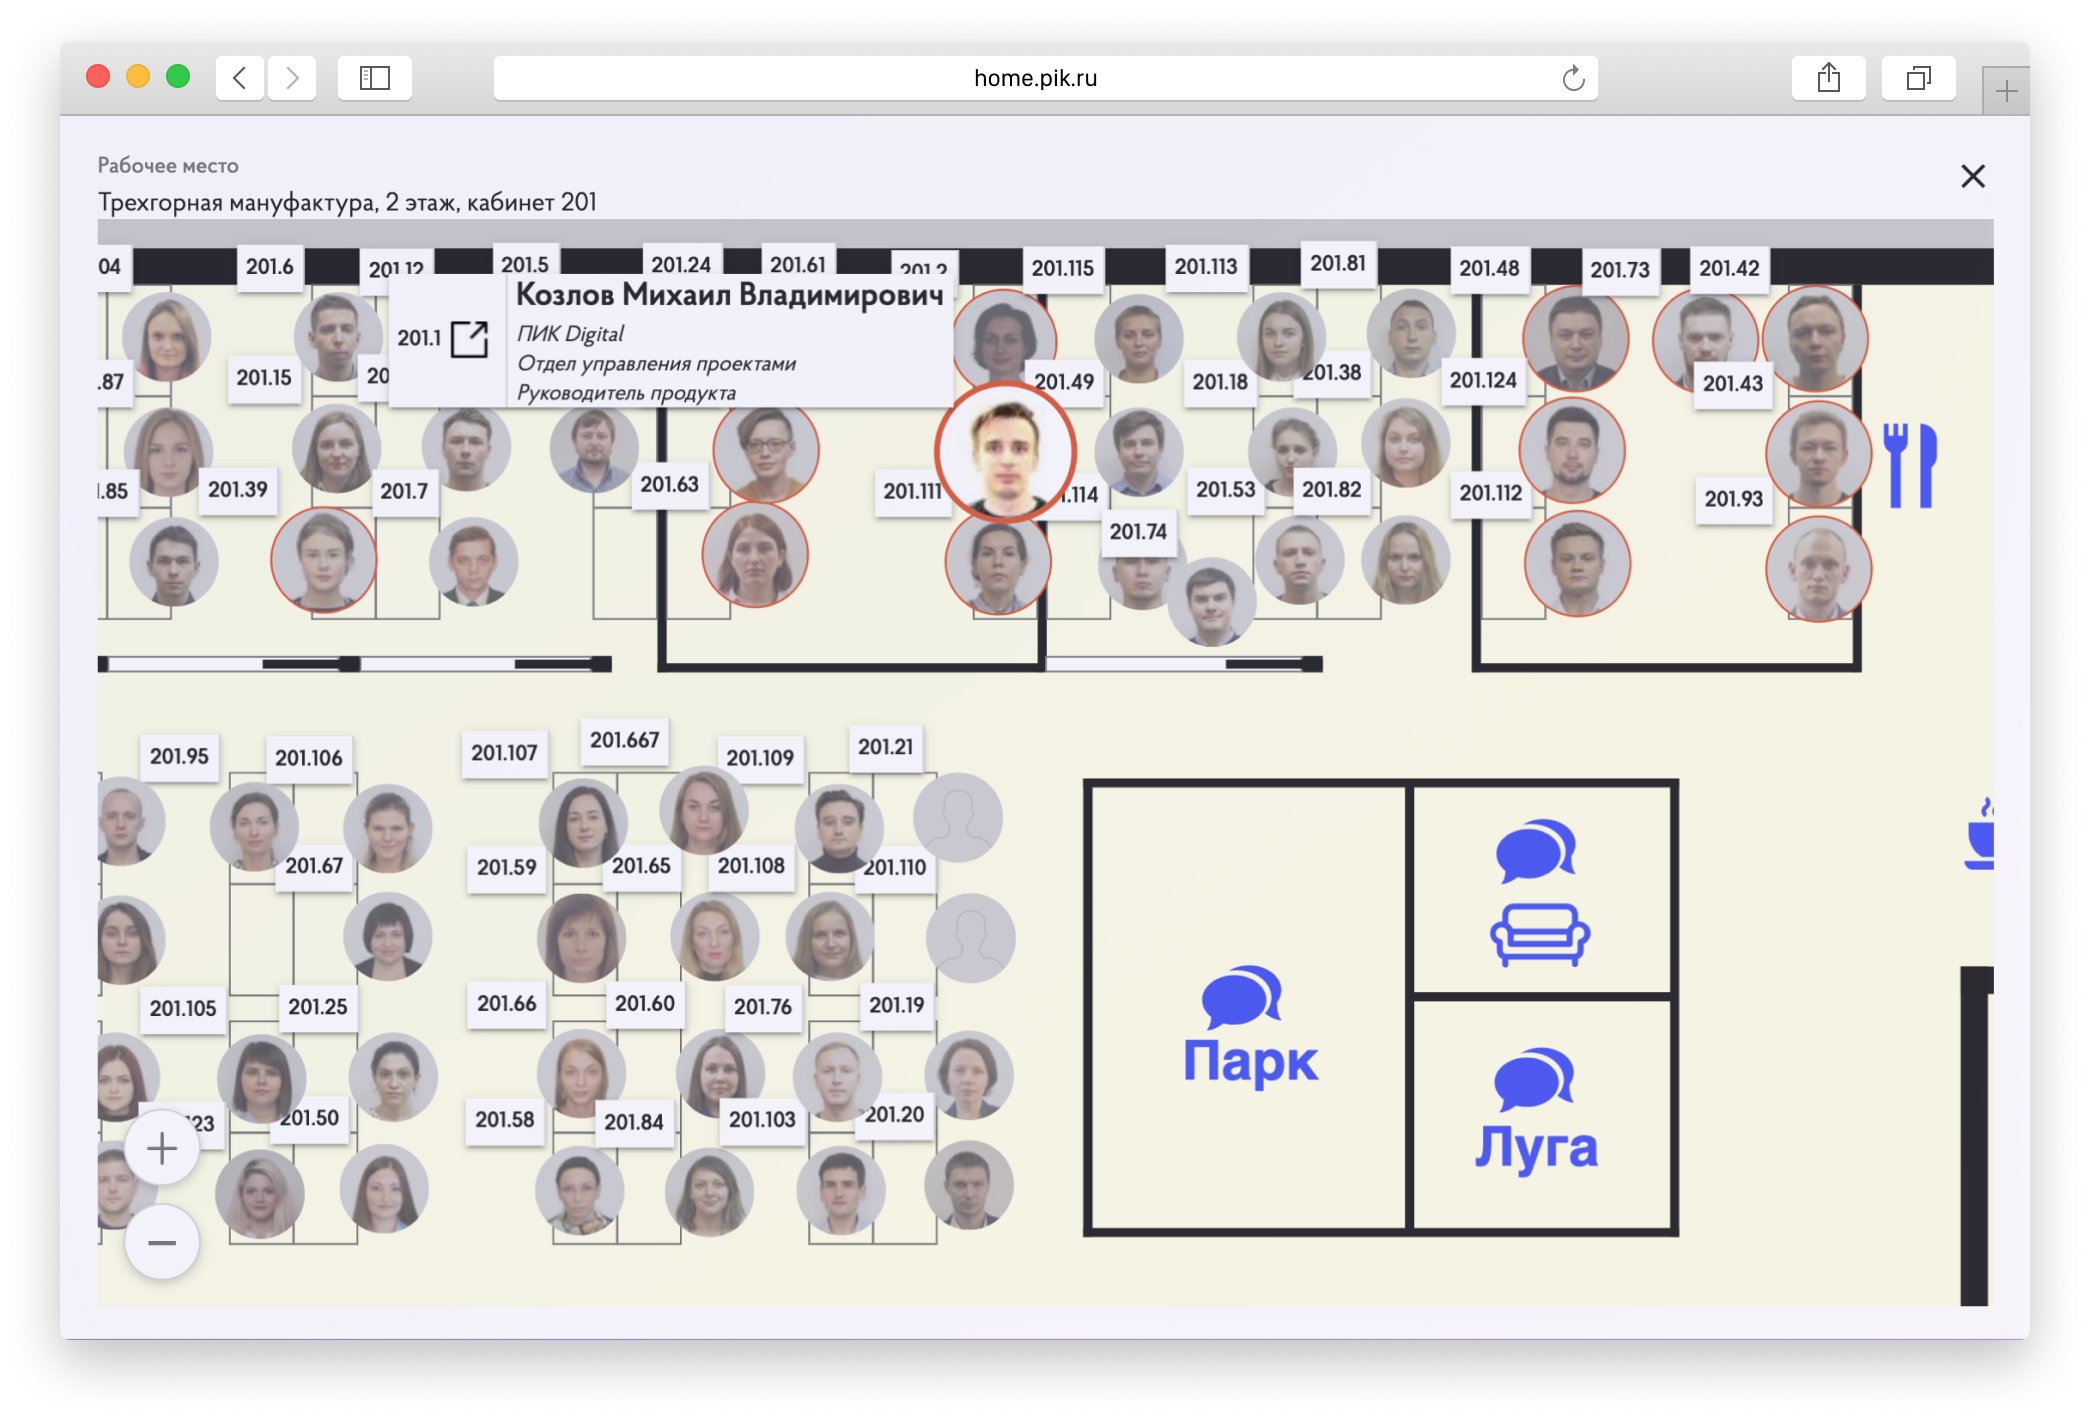 home.pik.ru
Рабочее место
Трехгорная мануфактура, 2 этаж, кабинет 201
04 201.6 201.12 201.5 201.24 201.61 201.2 201.115 201.113 201.81 201.48 201.73 201.42
201.1
Козлов Михаил Владимирович
ПИК Digital
Отдел управления проектами
Руководитель продукта
.87 201.15 20 201.49 201.18 201.38 201.124 201.43
.85 201.39 201.7 201.63 201.111 .114 201.53 201.82 201.112 201.93
201.74
201.95 201.106 201.107 201.667 201.109 201.21
201.67 201.59 201.65 201.108 201.110
201.105 201.25 201.66 201.60 201.76 201.19
23 201.50 201.58 201.84 201.103 201.20
Парк
Луга